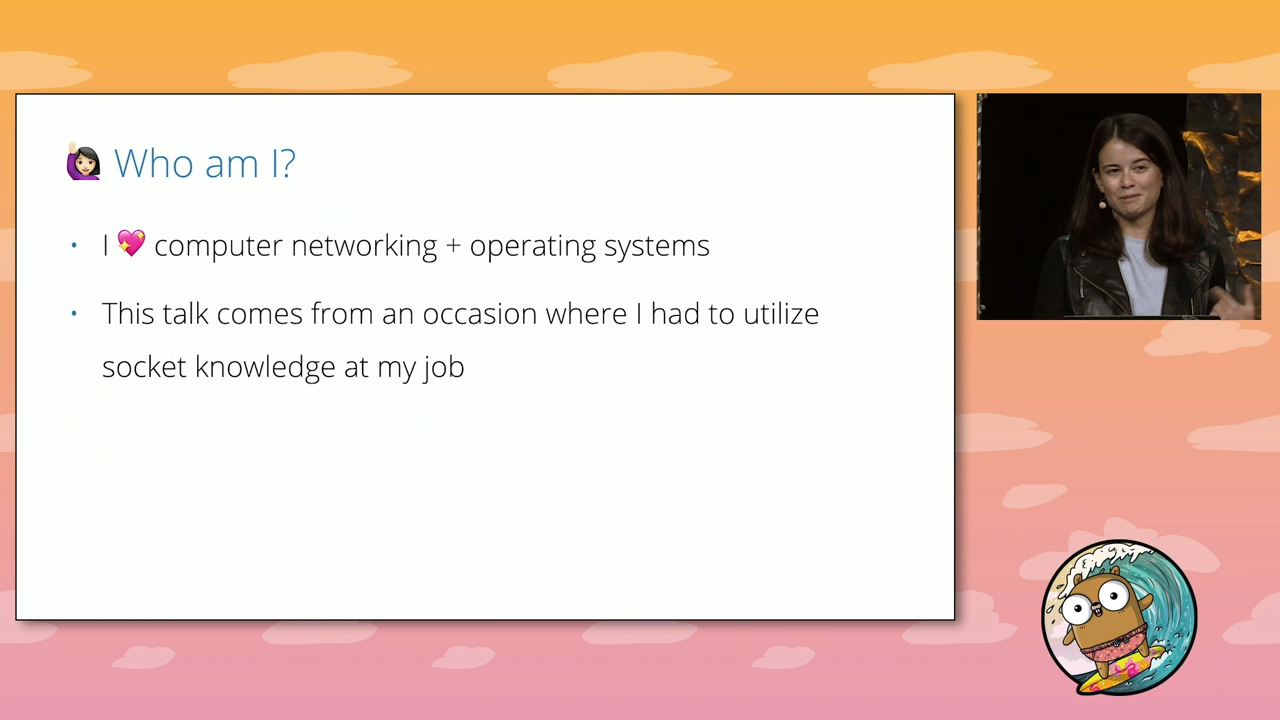 🙋🏻‍♀️ Who am I?
• I 💖 computer networking + operating systems
• This talk comes from an occasion where I had to utilize
socket knowledge at my job